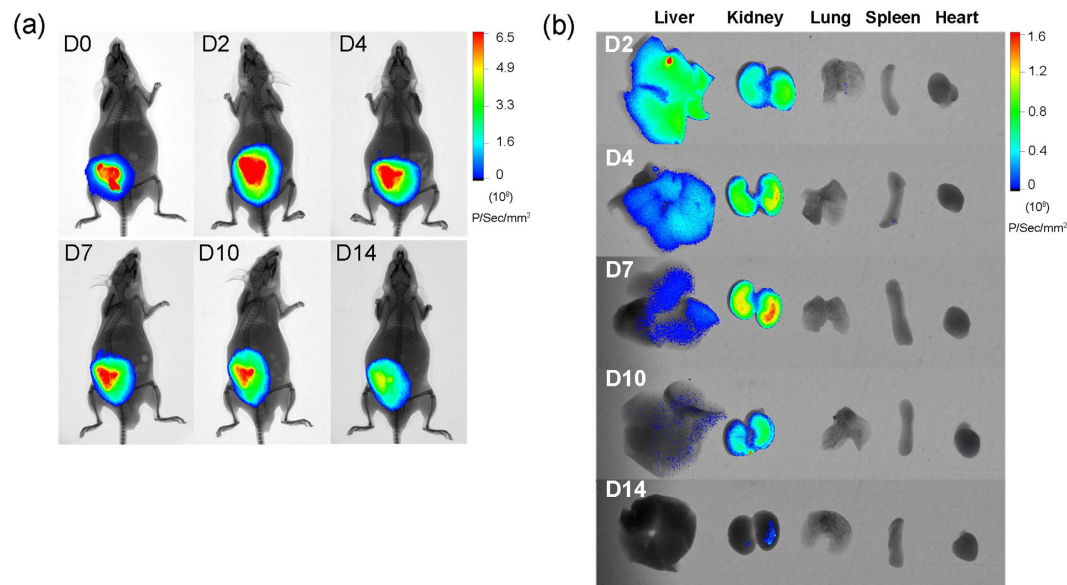 (a)
D0 D2 D4
6.5
4.9
3.3
1.6
0
(10⁸)
P/Sec/mm²
D7 D10 D14
(b)
Liver Kidney Lung Spleen Heart
D2
D4
D7
D10
D14
1.6
1.2
0.8
0.4
0
(10⁸)
P/Sec/mm²